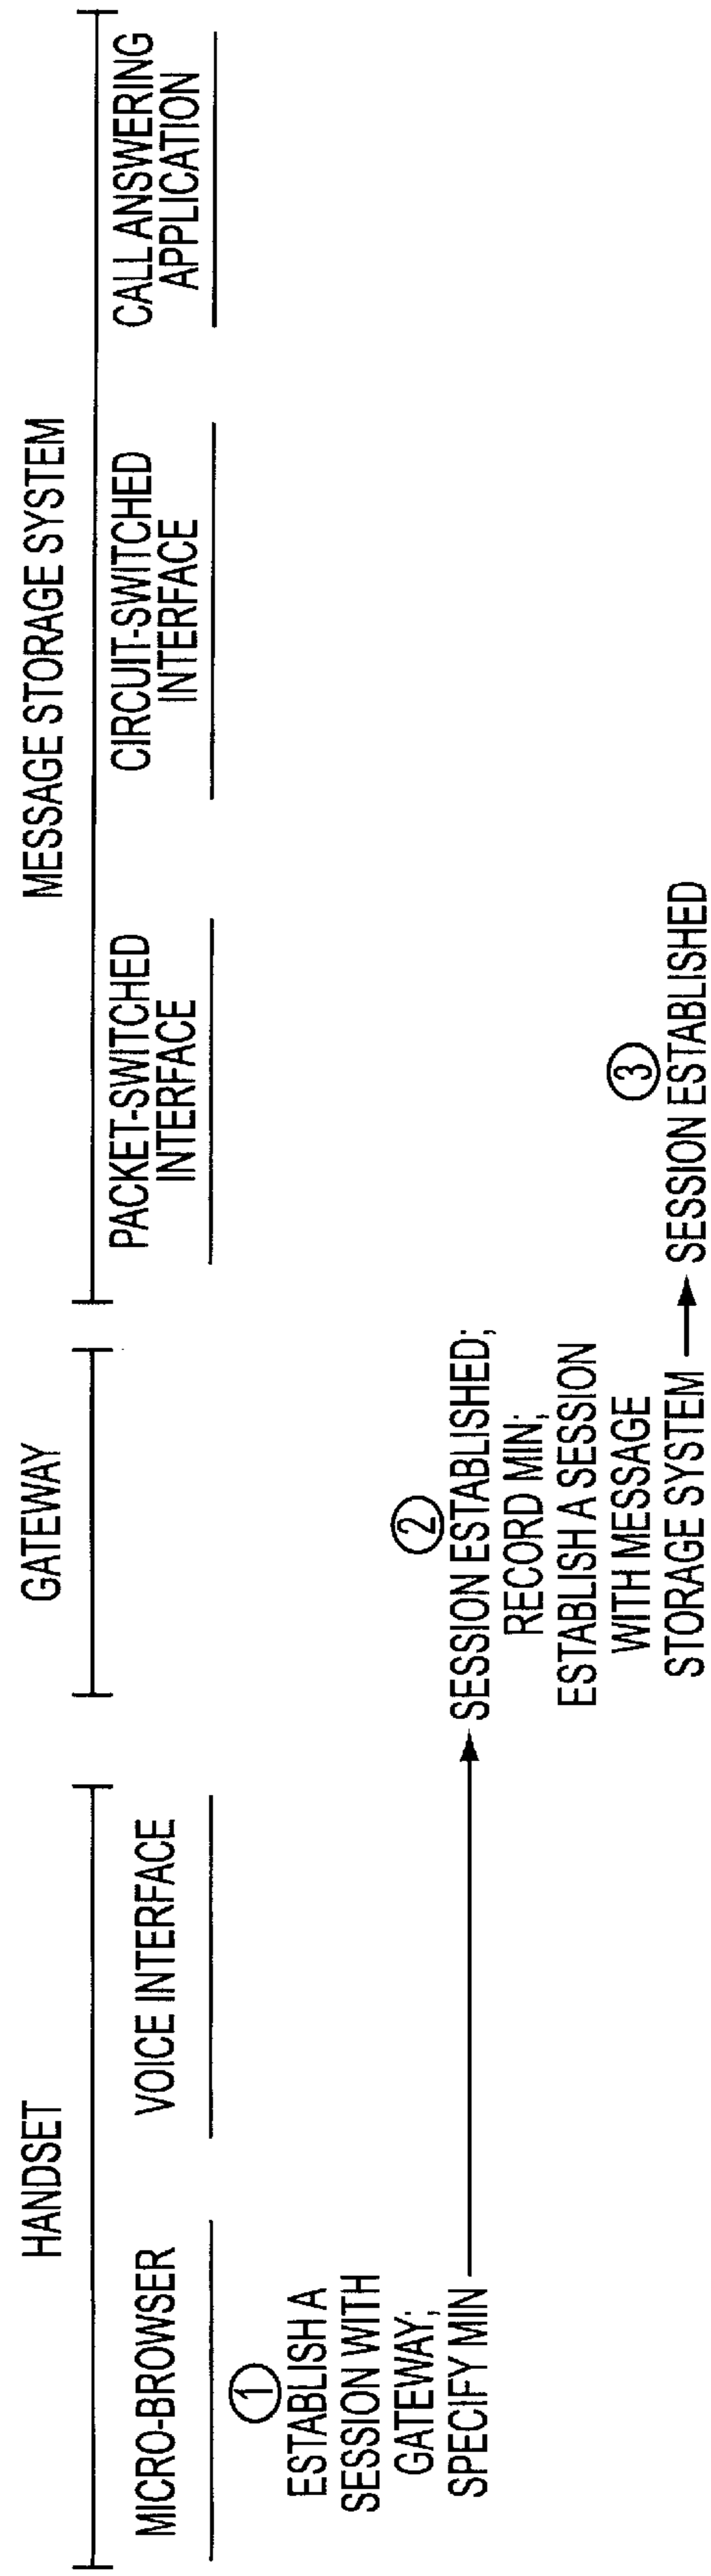 HANDSET
GATEWAY
MESSAGE STORAGE SYSTEM
MICRO-BROWSER
VOICE INTERFACE
PACKET-SWITCHED
INTERFACE
CIRCUIT-SWITCHED
INTERFACE
CALL ANSWERING
APPLICATION
1
ESTABLISH A
SESSION WITH
GATEWAY;
SPECIFY MIN
2
SESSION ESTABLISHED;
RECORD MIN;
ESTABLISH A SESSION
WITH MESSAGE
STORAGE SYSTEM
3
SESSION ESTABLISHED